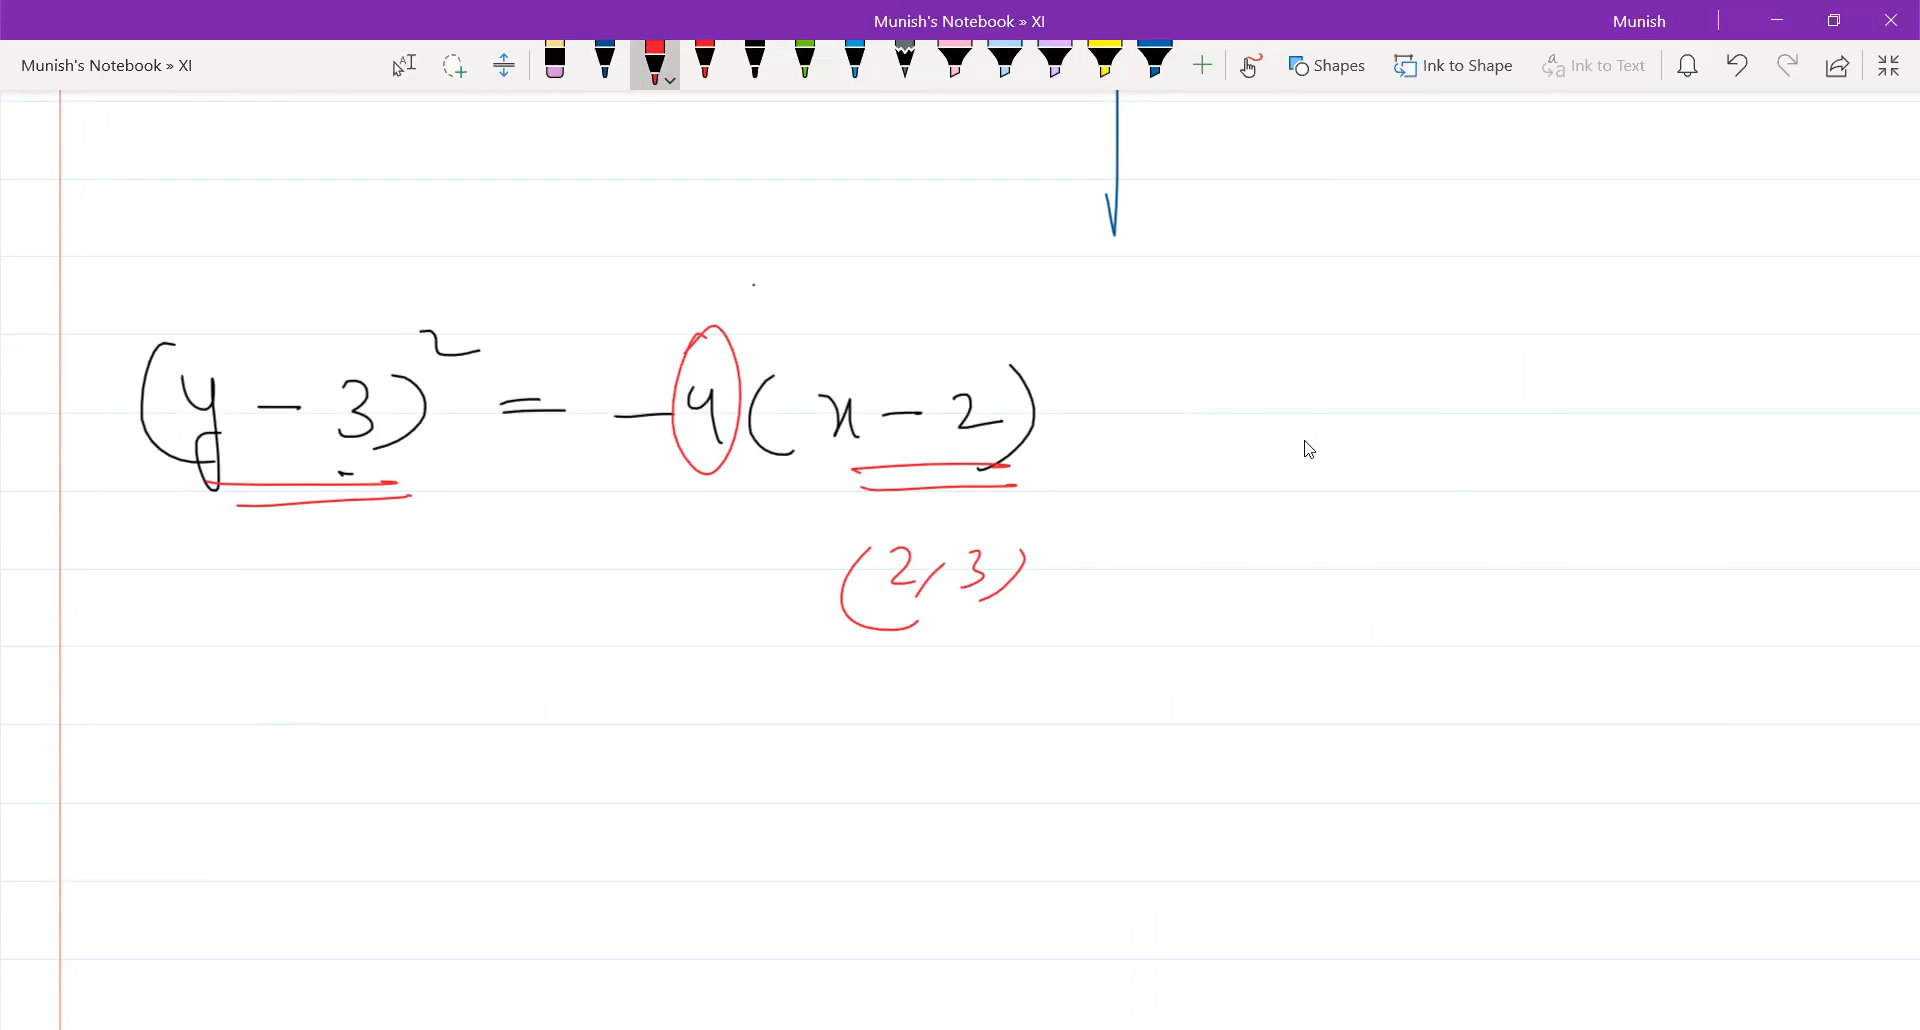 Munish's Notebook » XI
Munish
Munish's Notebook » XI
Shapes
Ink to Shape
Ink to Text
(y - 3)² = -4(x - 2)
(2, 3)